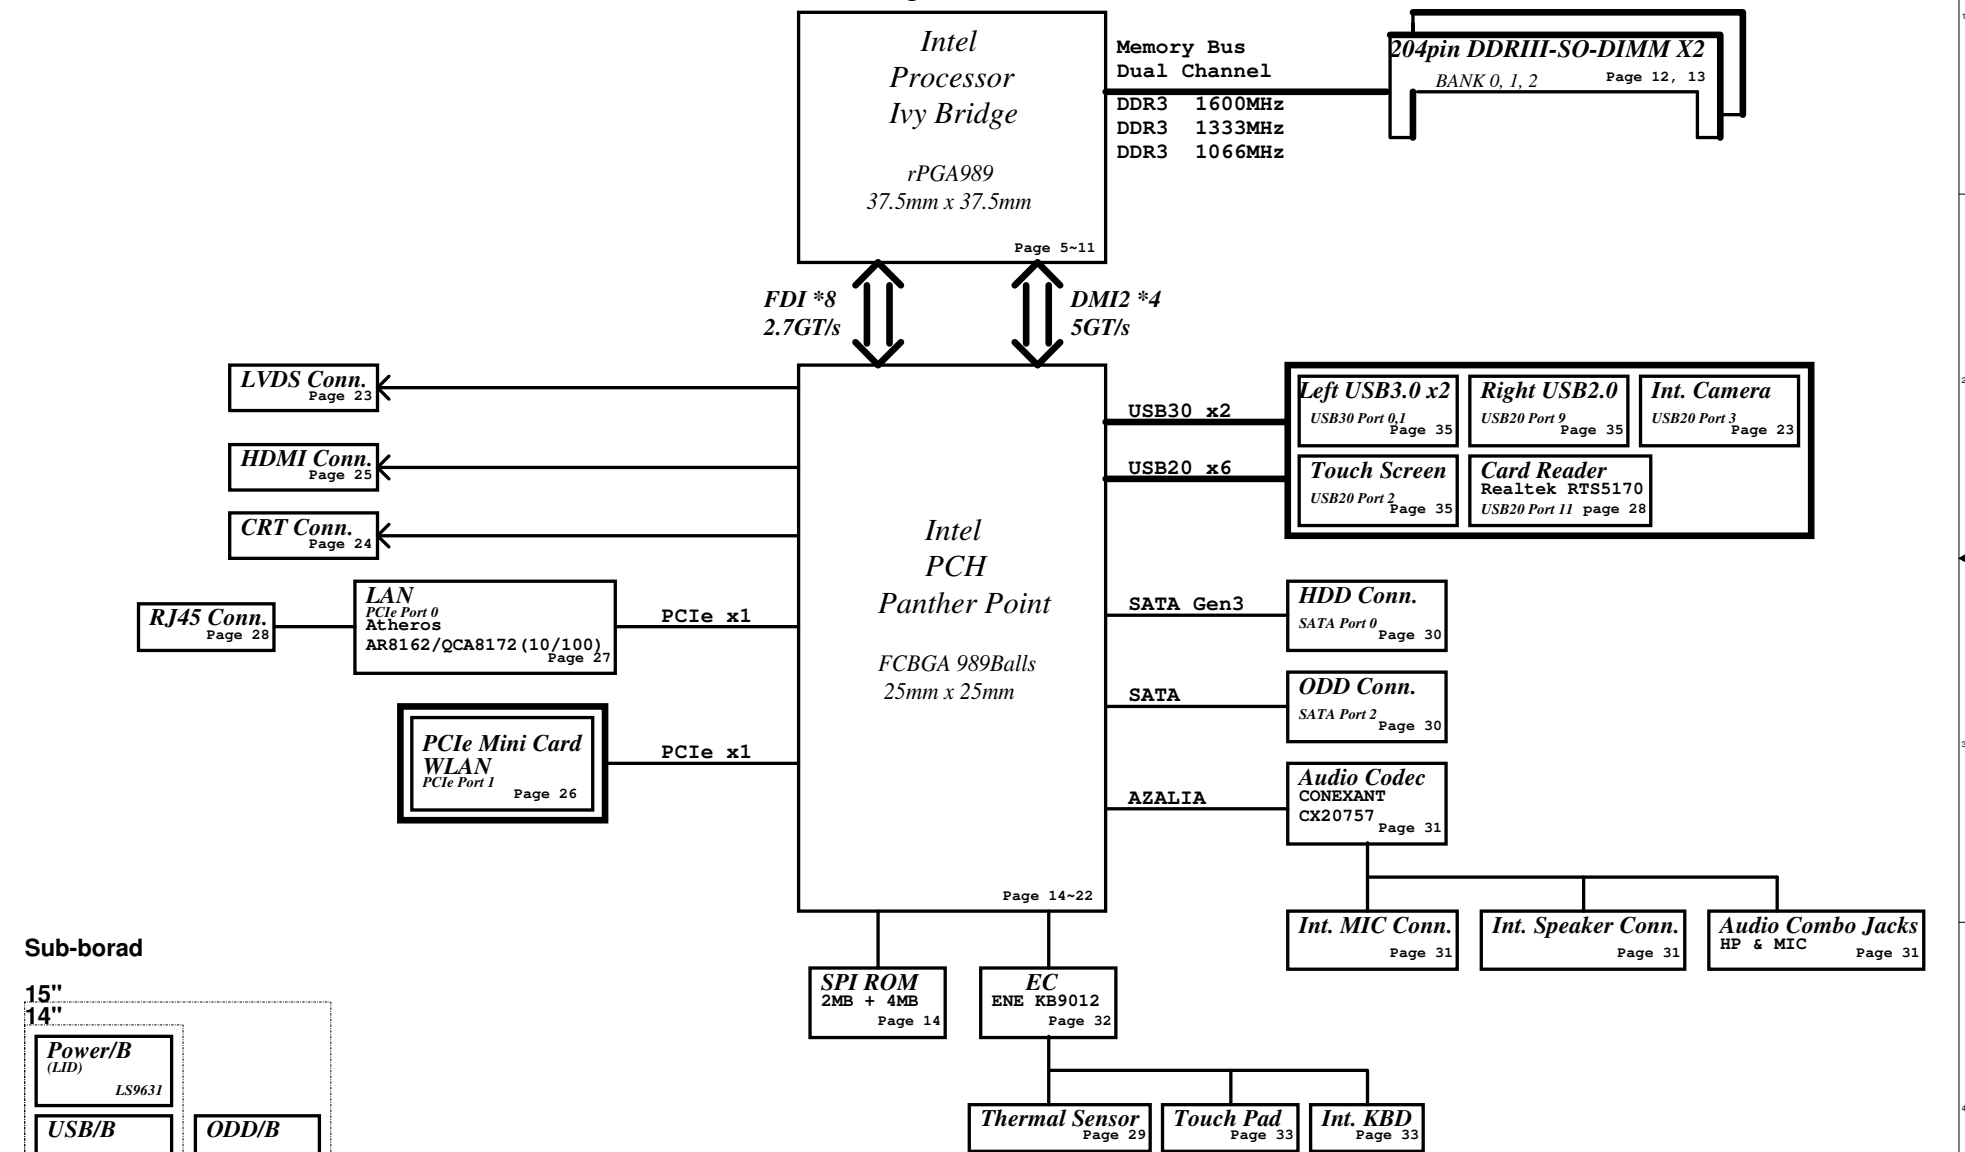 Intel
Processor
Ivy Bridge
rPGA989
37.5mm x 37.5mm
Page 5~11
Memory Bus
Dual Channel
DDR3 1600MHz
DDR3 1333MHz
DDR3 1066MHz
204pin DDRIII-SO-DIMM X2
BANK 0, 1, 2
Page 12, 13
FDI *8
2.7GT/s
DMI2 *4
5GT/s
LVDS Conn.
Page 23
HDMI Conn.
Page 25
CRT Conn.
Page 24
RJ45 Conn.
Page 28
LAN
PCIe Port 0
Atheros
AR8162/QCA8172(10/100)
Page 27
PCIe x1
PCIe Mini Card
WLAN
PCIe Port 1
Page 26
PCIe x1
Intel
PCH
Panther Point
FCBGA 989Balls
25mm x 25mm
Page 14~22
USB30 x2
USB20 x6
Left USB3.0 x2
USB30 Port 0,1
Page 35
Right USB2.0
USB20 Port 9
Page 35
Int. Camera
USB20 Port 3
Page 23
Touch Screen
USB20 Port 2
Page 35
Card Reader
Realtek RTS5170
USB20 Port 11 page 28
SATA Gen3
HDD Conn.
SATA Port 0
Page 30
SATA
ODD Conn.
SATA Port 2
Page 30
AZALIA
Audio Codec
CONEXANT
CX20757
Page 31
Int. MIC Conn.
Page 31
Int. Speaker Conn.
Page 31
Audio Combo Jacks
HP & MIC
Page 31
SPI ROM
2MB + 4MB
Page 14
EC
ENE KB9012
Page 32
Thermal Sensor
Page 29
Touch Pad
Page 33
Int. KBD
Page 33
Sub-borad
15"
14"
Power/B
(LID)
LS9631
USB/B
ODD/B
1
2
3
4